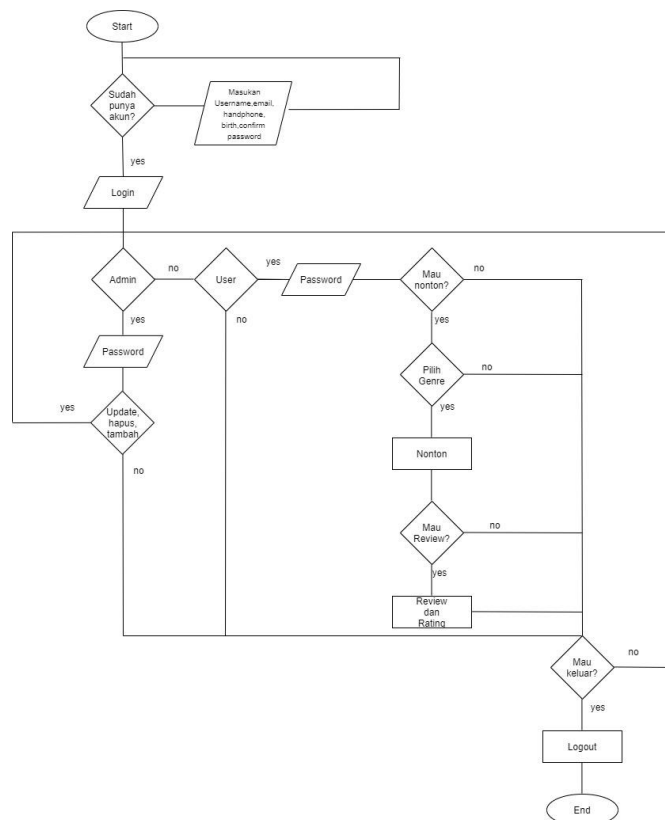 Start
Sudah
punya
akun?
Masukan
Username,email,
handphone,
birth,confirm
password
yes
Login
Admin
no
User
yes
Password
Mau
nonton?
no
yes
no
yes
Password
Pilih
Genre
no
yes
Update,
hapus,
tambah
yes
no
Nonton
Mau
Review?
no
yes
Review
dan
Rating
Mau
keluar?
no
yes
Logout
End